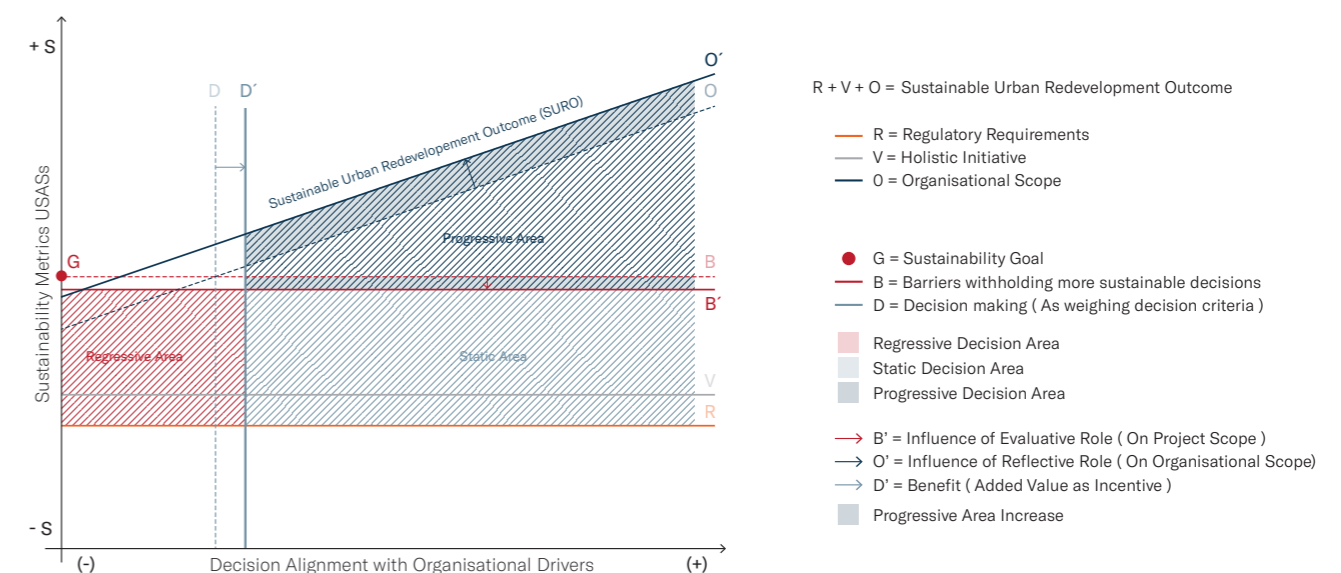 + S
D
D´
O´
O
Sustainable Urban Redevelopement Outcome (SURO)
Progressive Area
G
B
B´
Sustainability Metrics USASs
Regressive Area
Static Area
V
R
- S
(-)
Decision Alignment with Organisational Drivers
(+)
R + V + O = Sustainable Urban Redevelopment Outcome
R = Regulatory Requirements
V = Holistic Initiative
0 = Organisational Scope
G = Sustainability Goal
B = Barriers withholding more sustainable decisions
D = Decision making ( As weighing decision criteria )
Regressive Decision Area
Static Decision Area
Progressive Decision Area
B’ = Influence of Evaluative Role ( On Project Scope )
O’ = Influence of Reflective Role ( On Organisational Scope)
D’ = Benefit ( Added Value as Incentive )
Progressive Area Increase